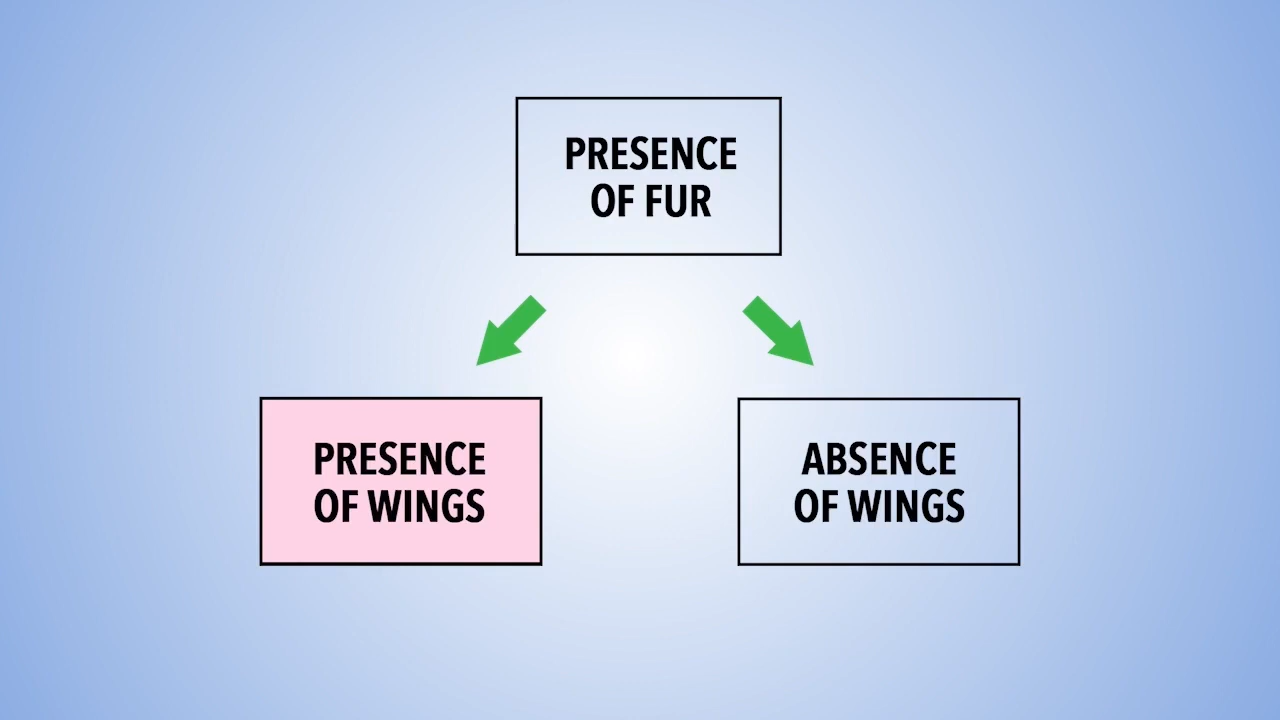 PRESENCE
OF FUR
PRESENCE
OF WINGS
ABSENCE
OF WINGS